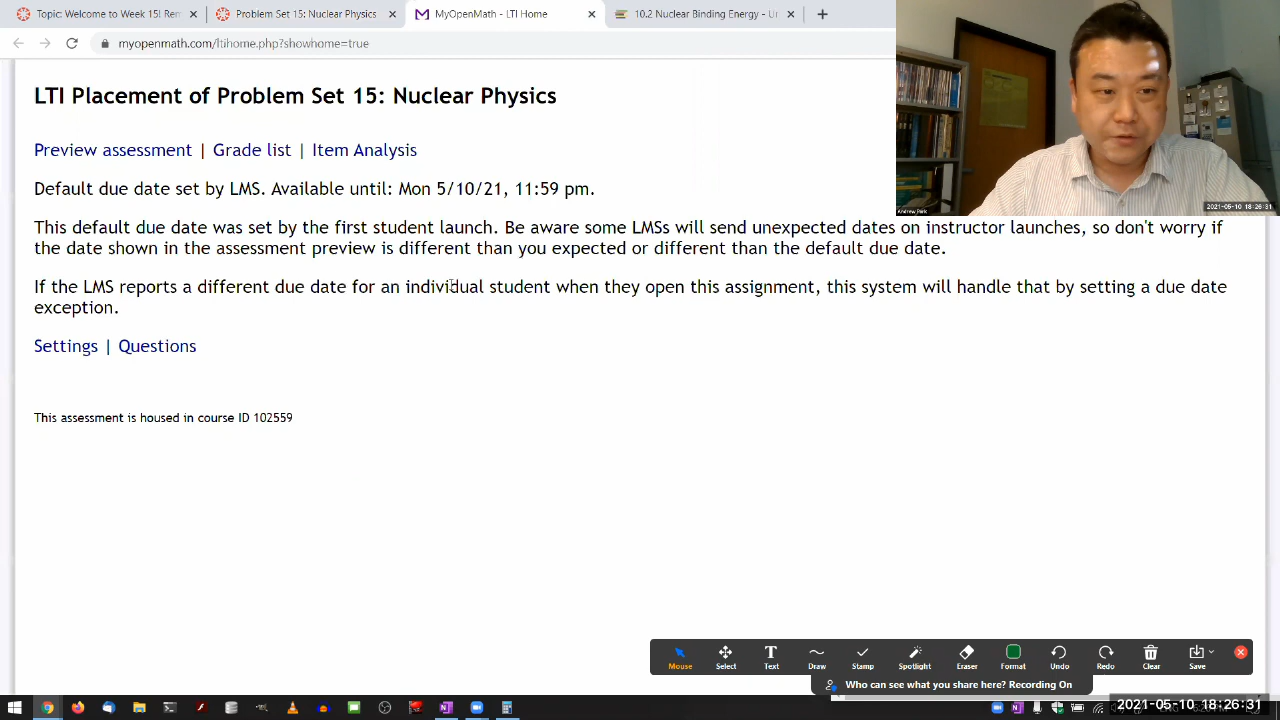 Topic: Welcome to Week 15! Rem
Problem Set 15: Nuclear Physics
MyOpenMath - LTI Home
10.2 Nuclear Binding Energy - Un
myopenmath.com/ltihome.php?showhome=true
LTI Placement of Problem Set 15: Nuclear Physics
Preview assessment | Grade list | Item Analysis
Default due date set by LMS. Available until: Mon 5/10/21, 11:59 pm.
This default due date was set by the first student launch. Be aware some LMSs will send unexpected dates on instructor launches, so don't worry if
the date shown in the assessment preview is different than you expected or different than the default due date.
If the LMS reports a different due date for an individual student when they open this assignment, this system will handle that by setting a due date
exception.
Settings | Questions
This assessment is housed in course ID 102559
Andrew Park
2021-05-10 18:26:31
Mouse Select Text Draw Stamp Spotlight Eraser Format Undo Redo Clear Save
Who can see what you share here? Recording On
2021-05-10 18:26:31